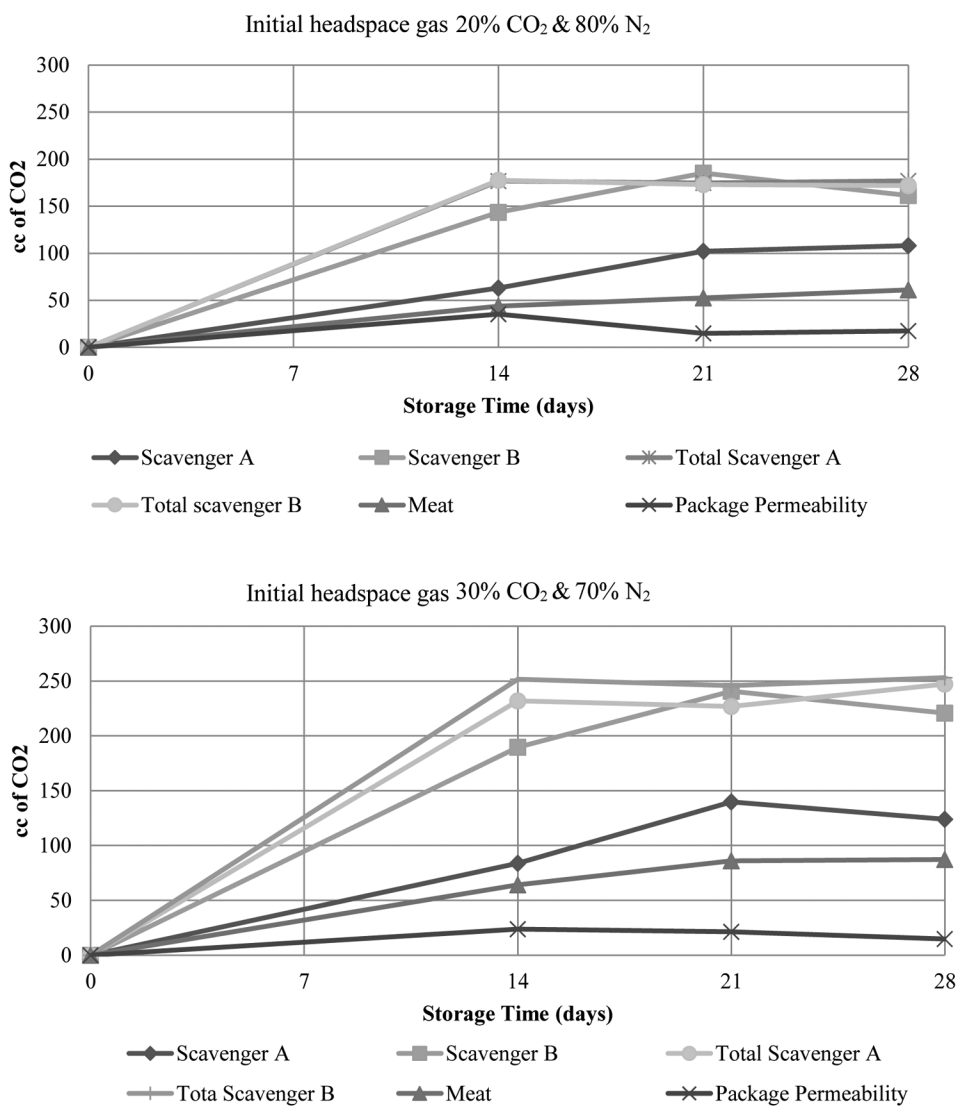 Initial headspace gas 20% CO₂ & 80% N₂
300
250
200
150
100
50
0
cc of CO2
0 7 14 21 28
Storage Time (days)
Scavenger A Scavenger B Total Scavenger A
Total scavenger B Meat Package Permeability
Initial headspace gas 30% CO₂ & 70% N₂
300
250
200
150
100
50
0
cc of CO2
0 7 14 21 28
Storage Time (days)
Scavenger A Scavenger B Total Scavenger A
Tota Scavenger B Meat Package Permeability